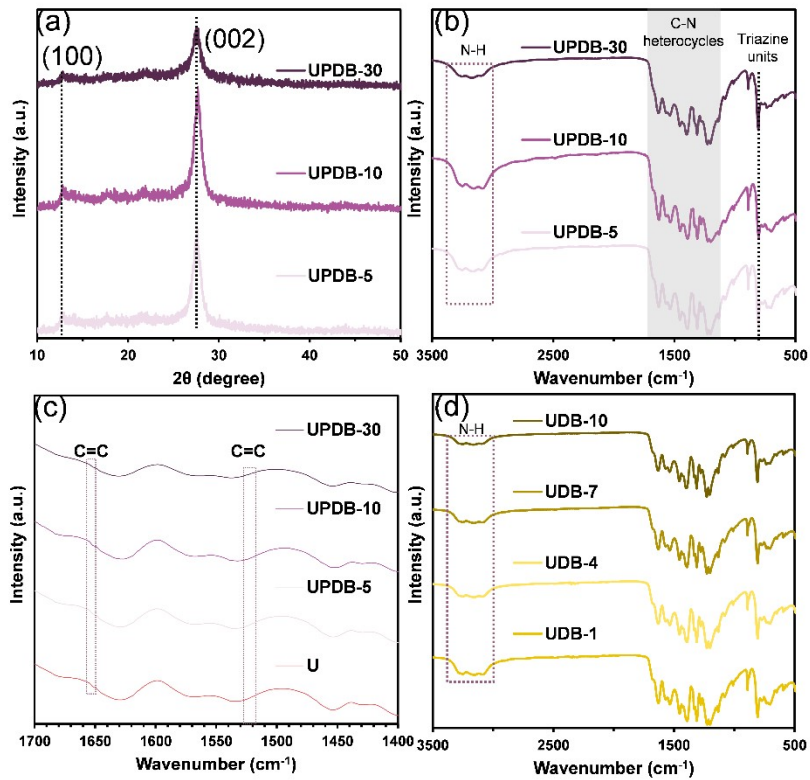 (a)
(100)
(002)
UPDB-30
UPDB-10
UPDB-5
Intensity (a.u.)
10 20 30 40 50
2θ (degree)
(b)
N-H
C-N
heterocycles
Triazine
units
UPDB-30
UPDB-10
UPDB-5
Intensity (a.u.)
3500 2500 1500 500
Wavenumber (cm⁻¹)
(c)
C=C
C=C
UPDB-30
UPDB-10
UPDB-5
U
Intensity (a.u.)
1700 1650 1600 1550 1500 1450 1400
Wavenumber (cm⁻¹)
(d)
N-H
UDB-10
UDB-7
UDB-4
UDB-1
Intensity (a.u.)
3500 2500 1500 500
Wavenumber (cm⁻¹)